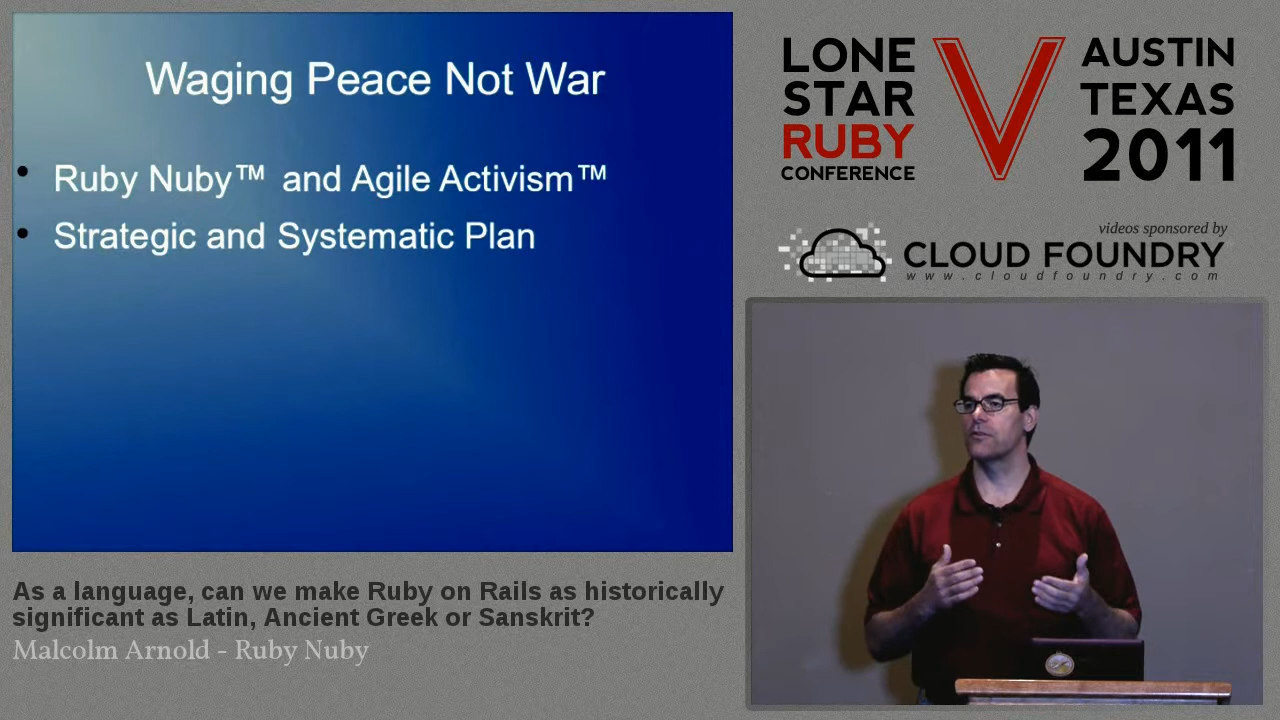 Waging Peace Not War
• Ruby Nuby™ and Agile Activism™
• Strategic and Systematic Plan
LONE
STAR
RUBY
CONFERENCE
V
AUSTIN
TEXAS
2011
videos sponsored by
CLOUD FOUNDRY
www.cloudfoundry.com
As a language, can we make Ruby on Rails as historically
significant as Latin, Ancient Greek or Sanskrit?
Malcolm Arnold - Ruby Nuby